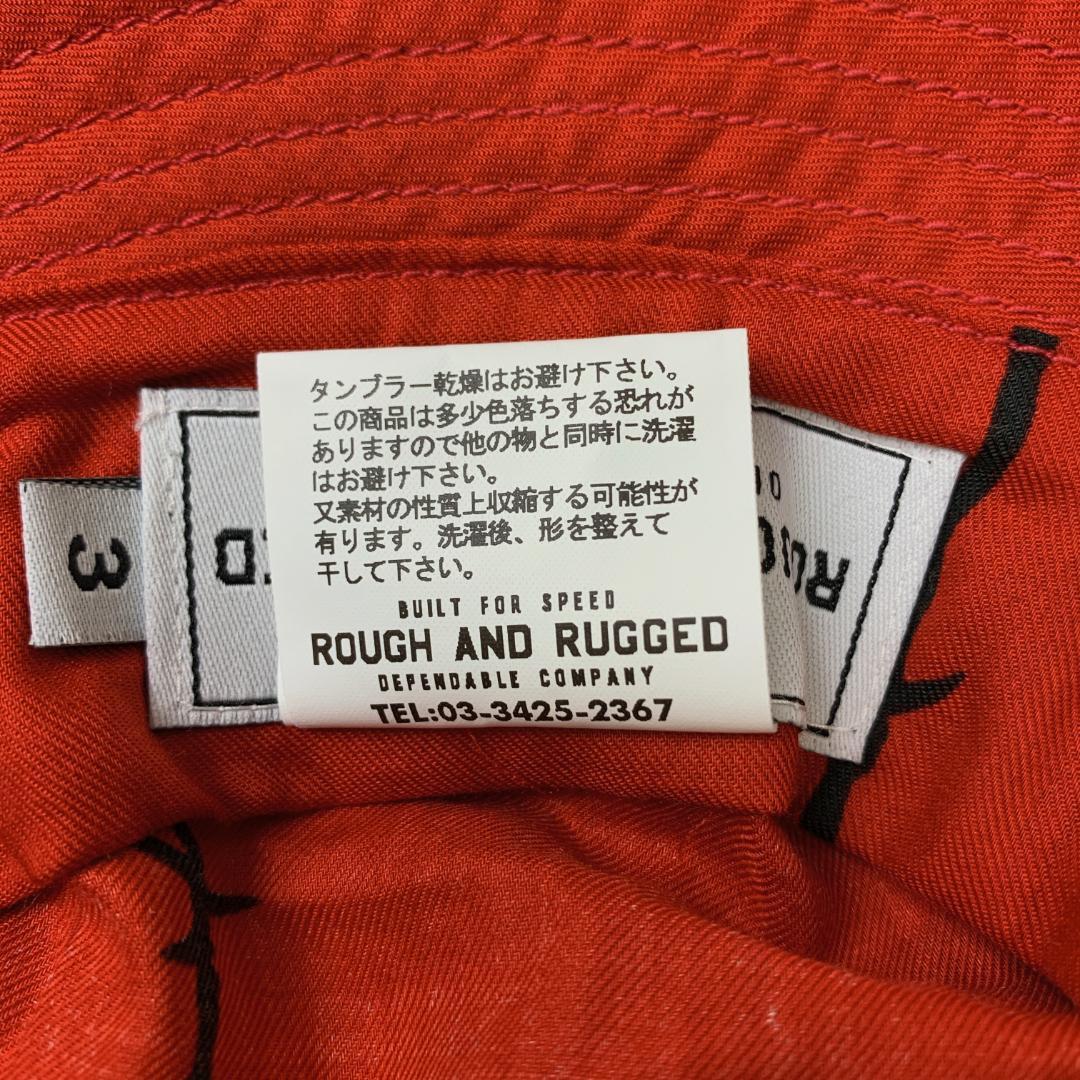 タンブラー乾燥はお避け下さい。
この商品は多少色落ちする恐れが
ありますので他の物と同時に洗濯
はお避け下さい。
又素材の性質上収縮する可能性が
有ります。洗濯後、形を整えて
干して下さい。
BUILT FOR SPEED
ROUGH AND RUGGED
DEPENDABLE COMPANY
TEL:03-3425-2367
3